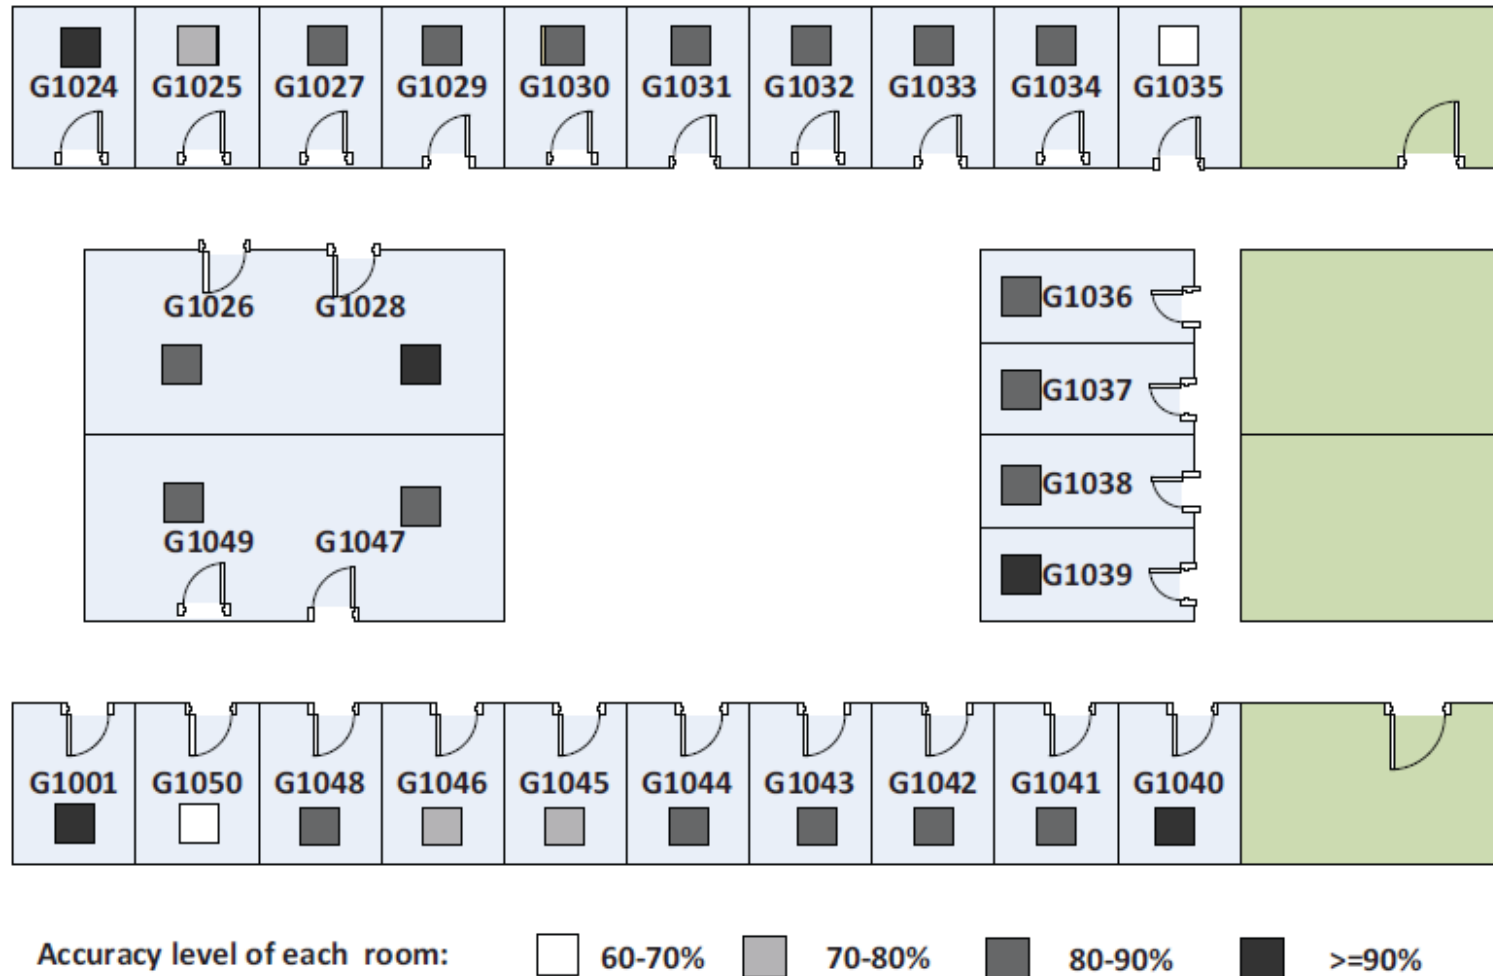 G1024 G1025 G1027 G1029 G1030 G1031 G1032 G1033 G1034 G1035
G1026 G1028
G1036
G1037
G1038
G1049 G1047
G1039
G1001 G1050 G1048 G1046 G1045 G1044 G1043 G1042 G1041 G1040
Accuracy level of each room: 60-70% 70-80% 80-90% >=90%